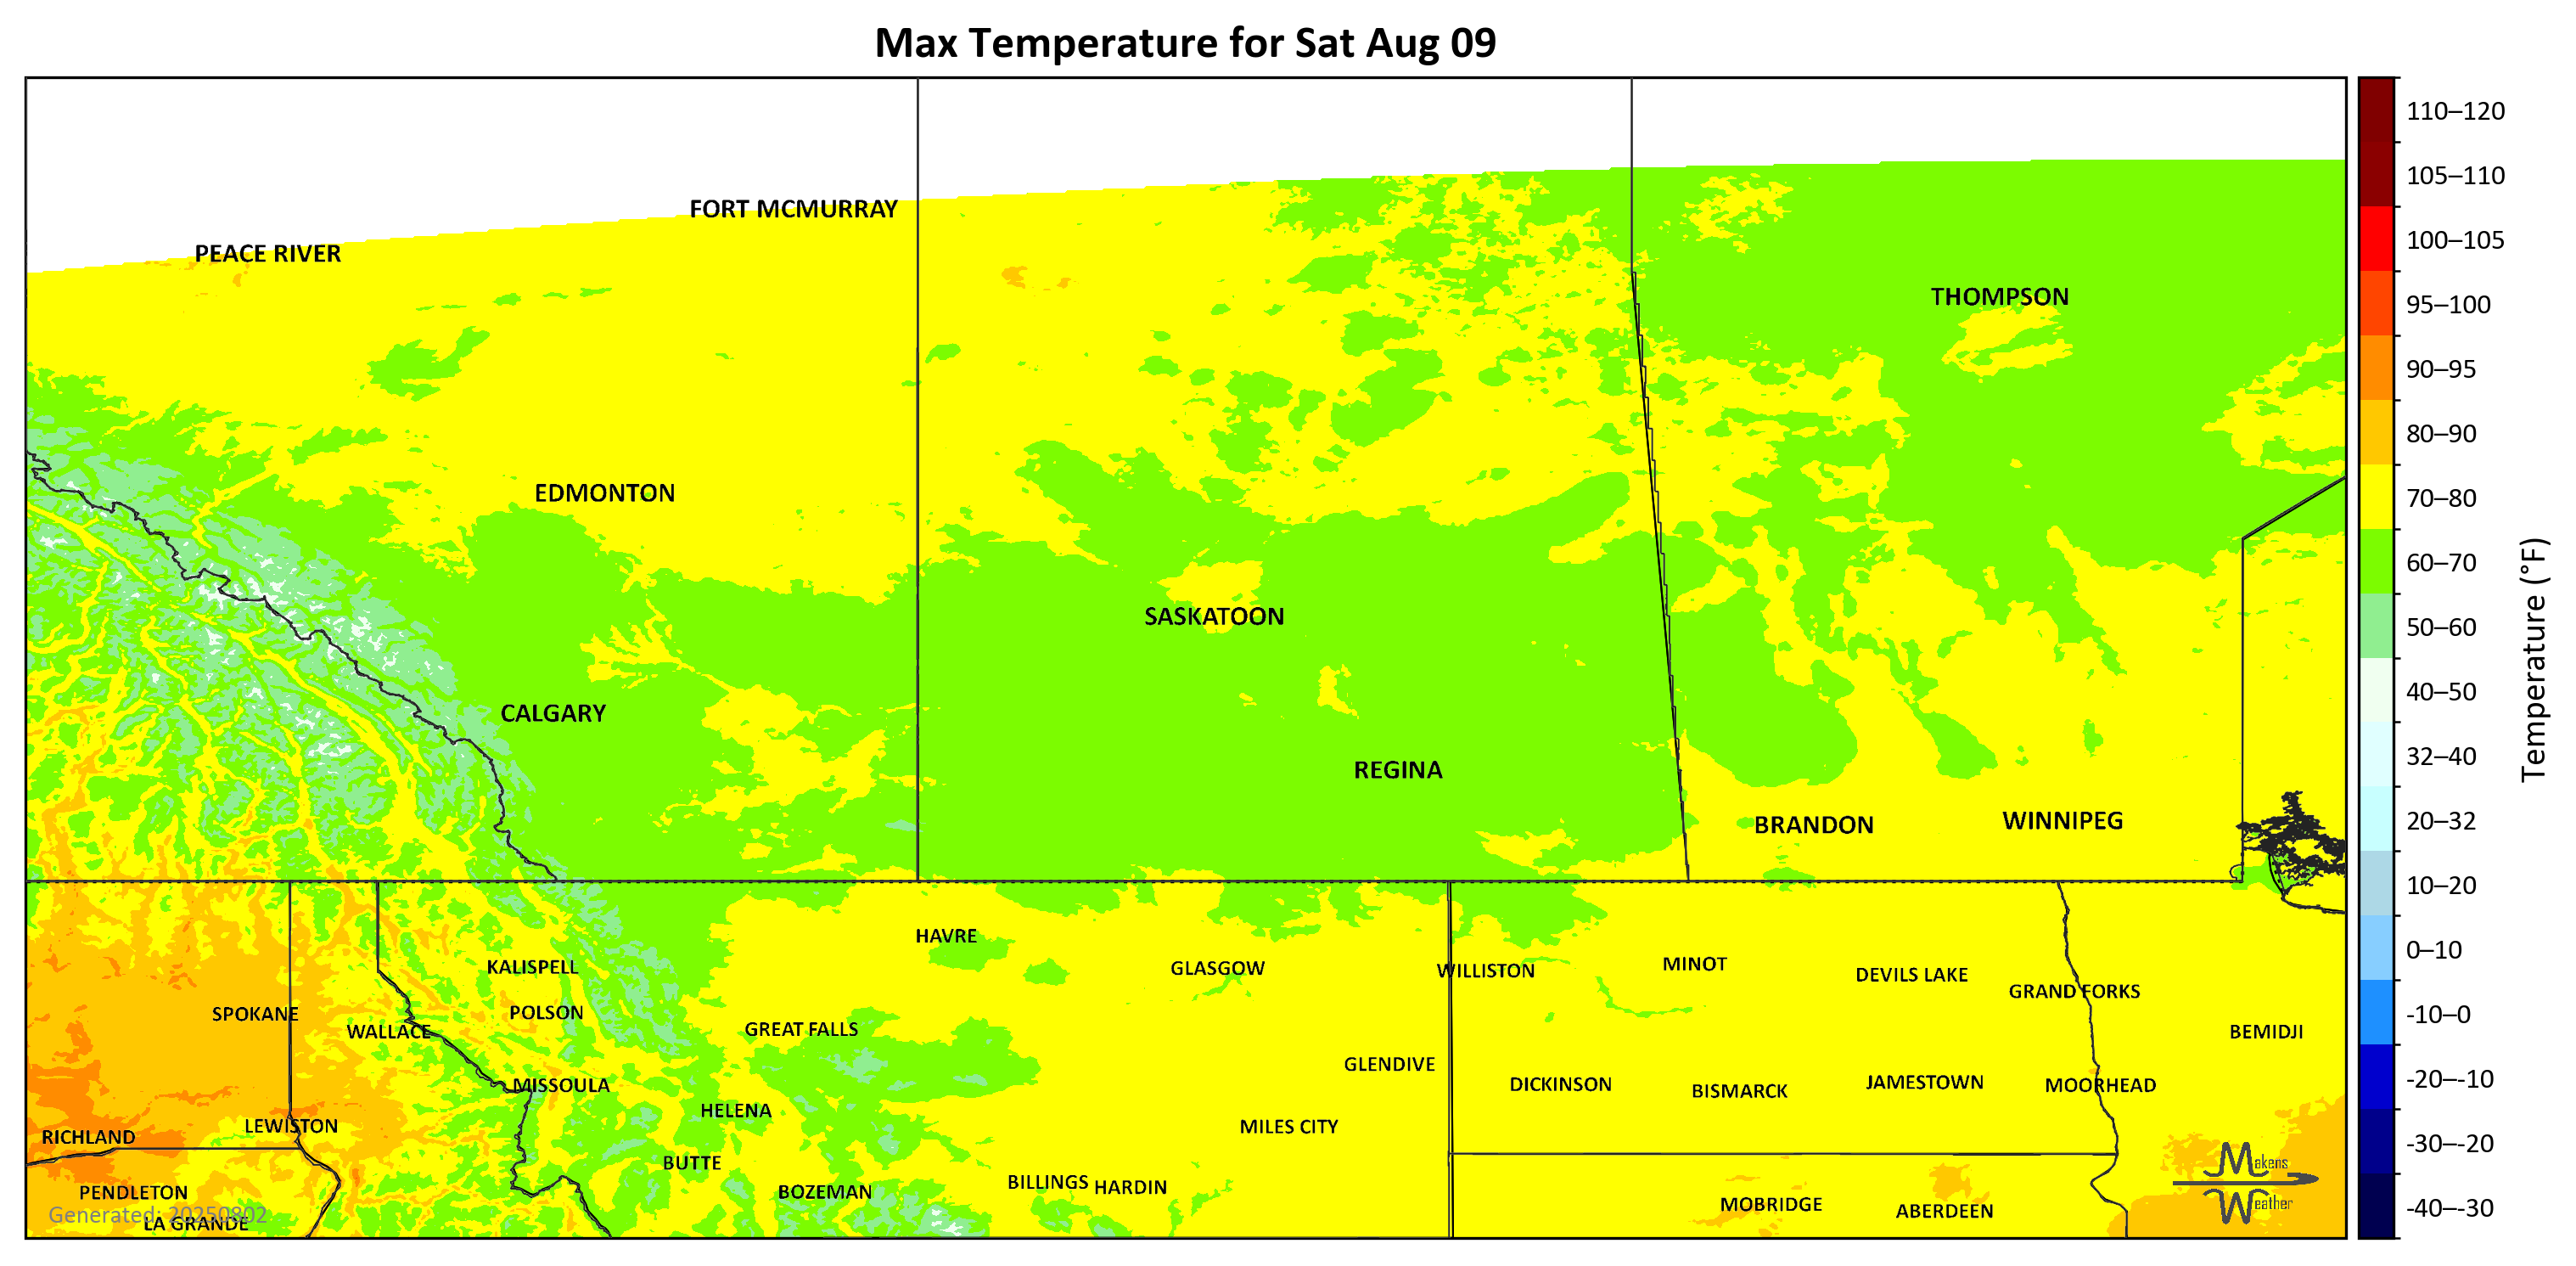 Max Temperature for Sat Aug 09
FORT MCMURRAY
PEACE RIVER
THOMPSON
EDMONTON
SASKATOON
CALGARY
REGINA
BRANDON
WINNIPEG
HAVRE
KALISPELL
GLASGOW
WILLISTON
MINOT
DEVILS LAKE
GRAND FORKS
SPOKANE
POLSON
WALLACE
GREAT FALLS
BEMIDJI
GLENDIVE
MISSOULA
DICKINSON
BISMARCK
JAMESTOWN
MOORHEAD
HELENA
LEWISTON
MILES CITY
RICHLAND
BUTTE
BILLINGS
HARDIN
PENDLETON
BOZEMAN
MOBRIDGE
ABERDEEN
Generated: 20250802
LA GRANDE
Makens
Weather
110–120
105–110
100–105
95–100
90–95
80–90
70–80
60–70
50–60
40–50
32–40
20–32
10–20
0–10
-10–0
-20–-10
-30–-20
-40–-30
Temperature (°F)